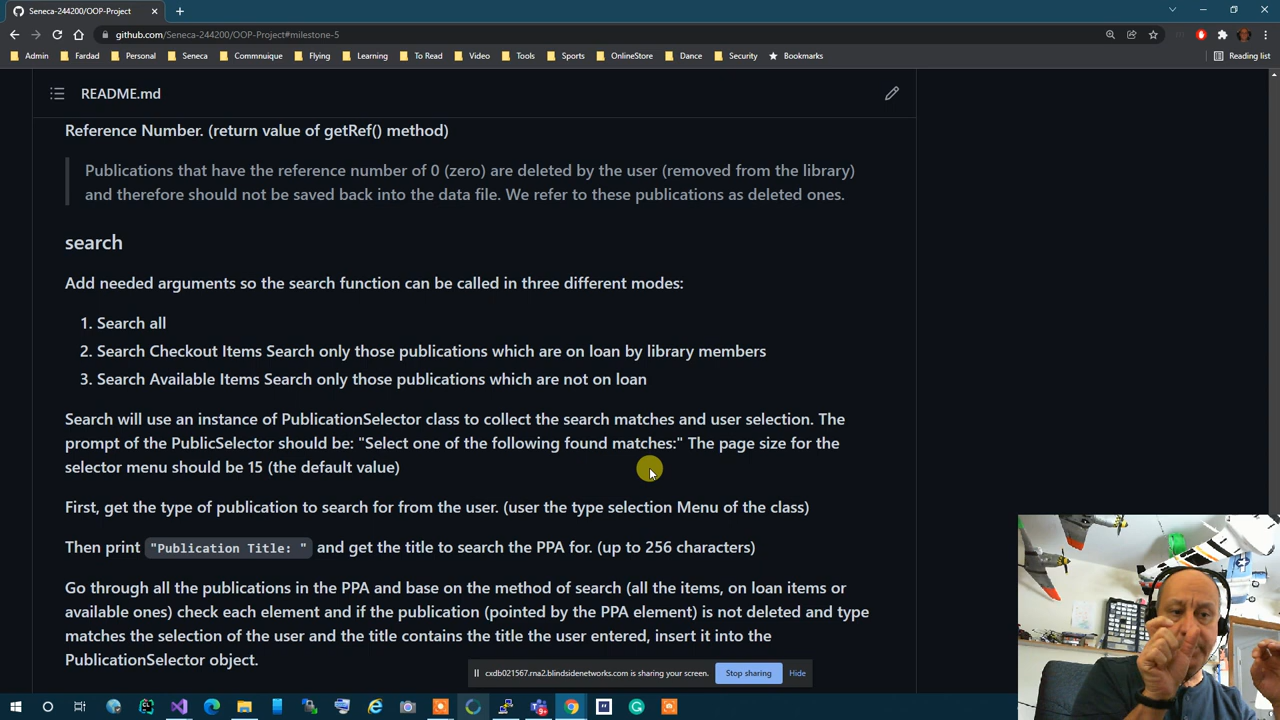 Seneca-244200/OOP-Project
github.com/Seneca-244200/OOP-Project#milestone-5
Admin Fardad Personal Seneca Commnuique Flying Learning To Read Video Tools Sports OnlineStore Dance Security Bookmarks Reading list
README.md
Reference Number. (return value of getRef() method)
Publications that have the reference number of 0 (zero) are deleted by the user (removed from the library)
and therefore should not be saved back into the data file. We refer to these publications as deleted ones.
search
Add needed arguments so the search function can be called in three different modes:
1. Search all
2. Search Checkout Items Search only those publications which are on loan by library members
3. Search Available Items Search only those publications which are not on loan
Search will use an instance of PublicationSelector class to collect the search matches and user selection. The
prompt of the PublicSelector should be: "Select one of the following found matches:" The page size for the
selector menu should be 15 (the default value)
First, get the type of publication to search for from the user. (user the type selection Menu of the class)
Then print "Publication Title: " and get the title to search the PPA for. (up to 256 characters)
Go through all the publications in the PPA and base on the method of search (all the items, on loan items or
available ones) check each element and if the publication (pointed by the PPA element) is not deleted and type
matches the selection of the user and the title contains the title the user entered, insert it into the
PublicationSelector object.
cxdb021567.rna2.blindsidenetworks.com is sharing your screen. Stop sharing Hide